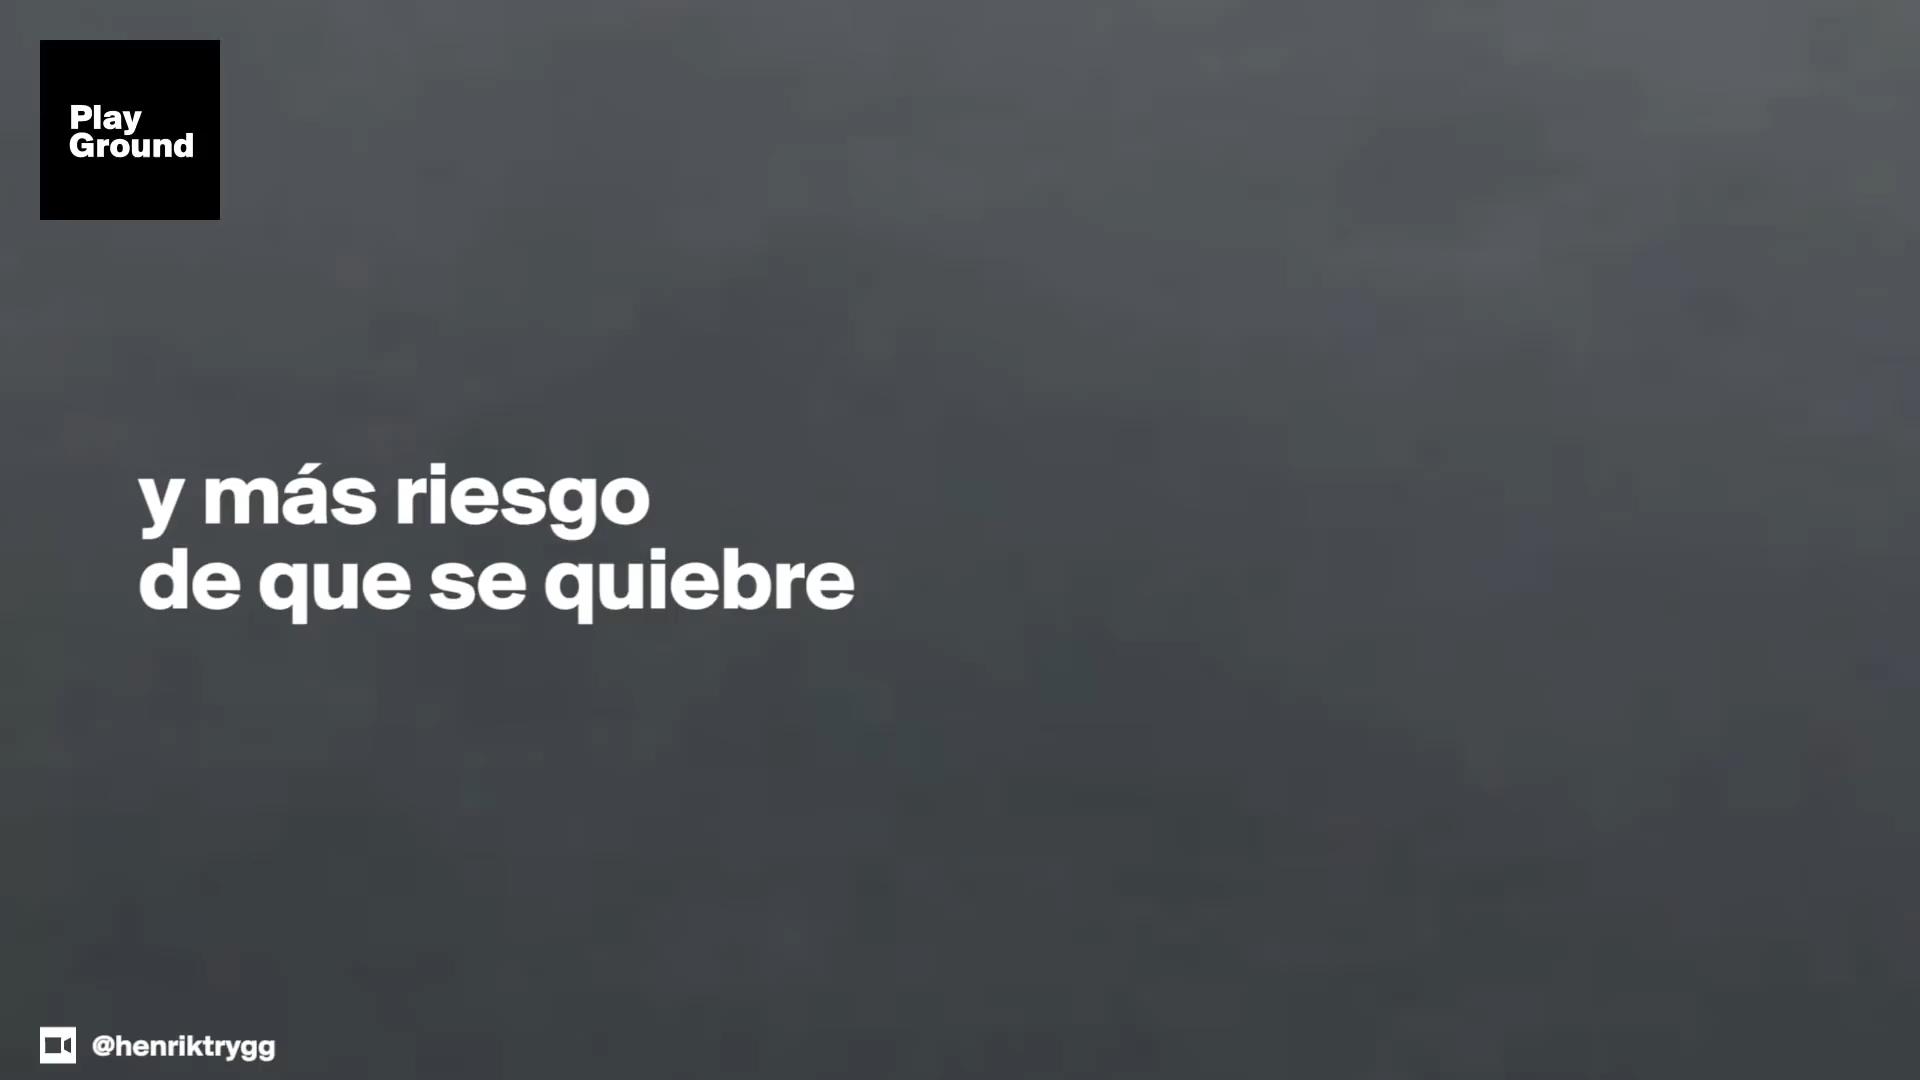 Play
Ground
y más riesgo
de que se quiebre
@henriktrygg